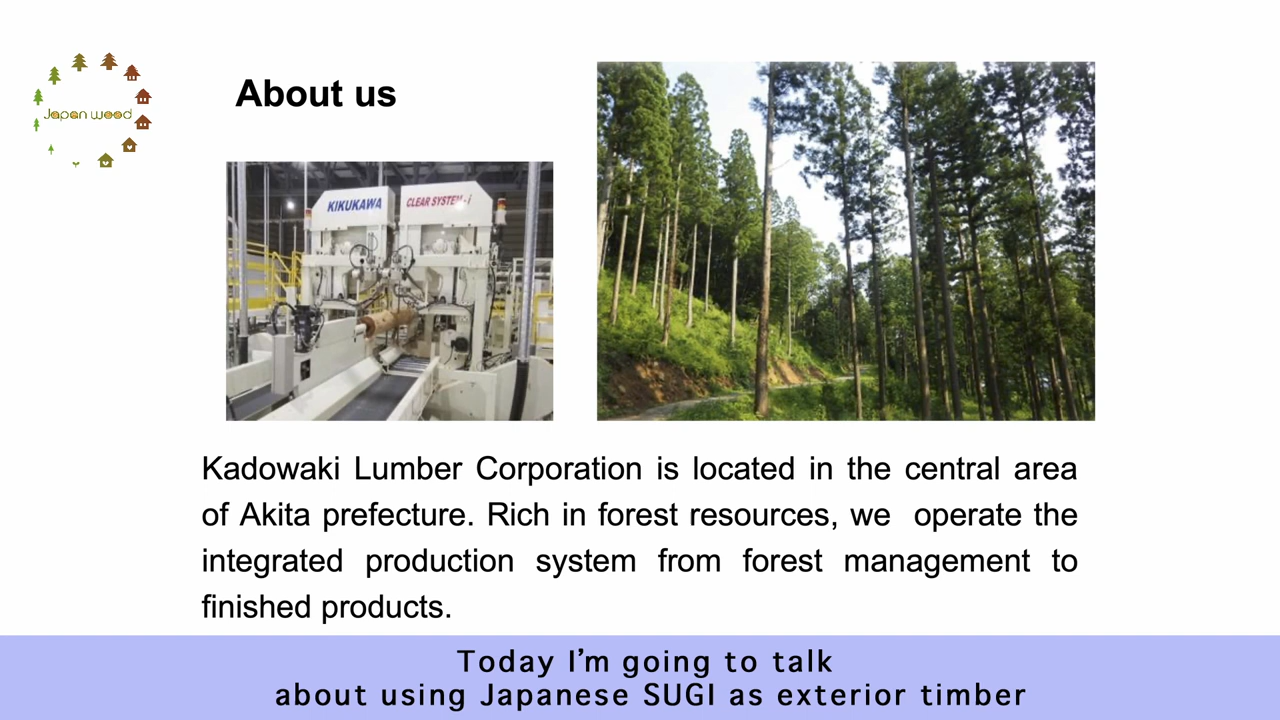 Japan wood
About us
KIKUKAWA
CLEAR SYSTEM-i
Kadowaki Lumber Corporation is located in the central area
of Akita prefecture. Rich in forest resources, we operate the
integrated production system from forest management to
finished products.
Today I’m going to talk
about using Japanese SUGI as exterior timber